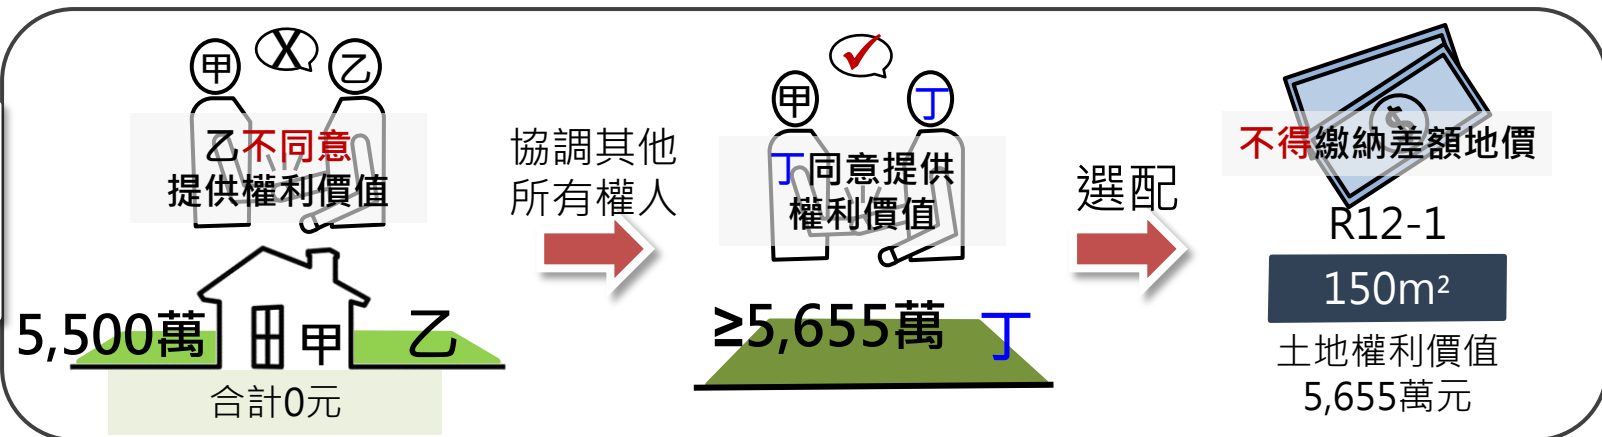 甲
X
乙
乙不同意
提供權利價值
5,500萬
甲
乙
合計0元
協調其他
所有權人
甲
丁
丁同意提供
權利價值
≥5,655萬
丁
選配
$
不得繳納差額地價
R12-1
150m²
土地權利價值
5,655萬元